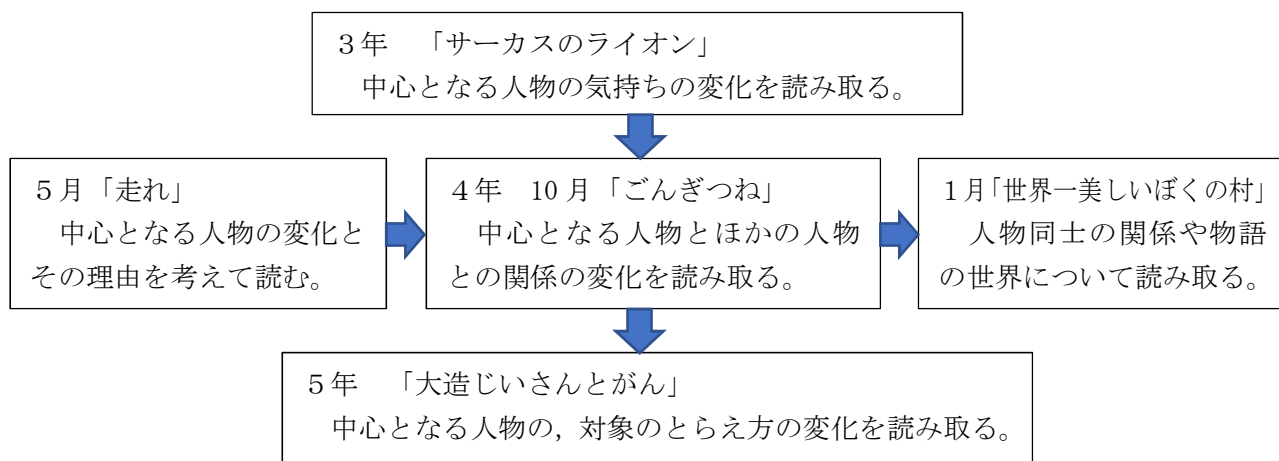 ３年　「サーカスのライオン」
中心となる人物の気持ちの変化を読み取る。
５月「走れ」
中心となる人物の変化と
その理由を考えて読む。
４年　10 月「ごんぎつね」
中心となる人物とほかの人物
との関係の変化を読み取る。
１月「世界一美しいぼくの村」
人物同士の関係や物語
の世界について読み取る。
５年　「大造じいさんとがん」
中心となる人物の，対象のとらえ方の変化を読み取る。